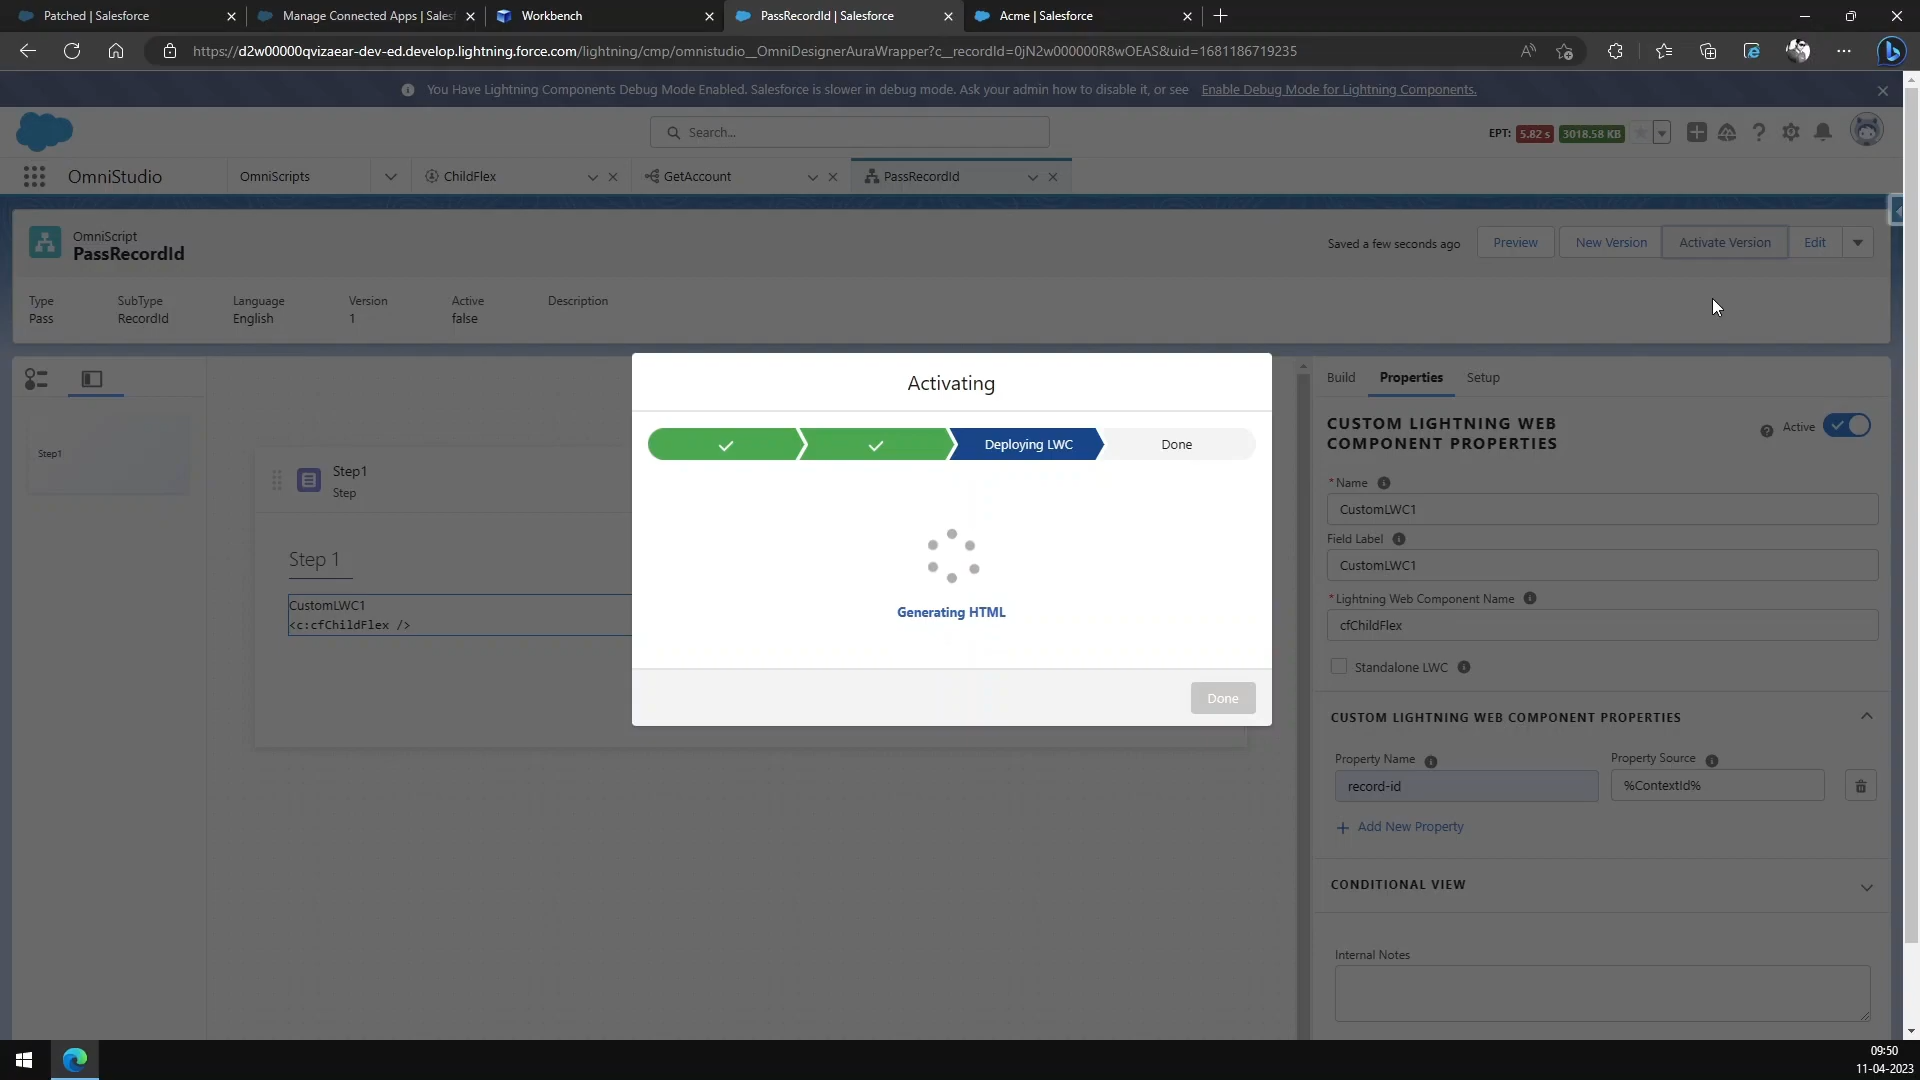 Patched | Salesforce
Manage Connected Apps | Sales
Workbench
PassRecordId | Salesforce
Acme | Salesforce
https://d2w00000qvizaear-dev-ed.develop.lightning.force.com/lightning/cmp/omnistudio__OmniDesignerAuraWrapper?c__recordId=0jN2w000000R8wOEAS&uid=1681186719235
You Have Lightning Components Debug Mode Enabled. Salesforce is slower in debug mode. Ask your admin how to disable it, or see Enable Debug Mode for Lightning Components.
Search...
EPT: 5.82 s 3018.58 KB
OmniStudio
OmniScripts
ChildFlex
GetAccount
PassRecordId
OmniScript
PassRecordId
Saved a few seconds ago
Preview
New Version
Activate Version
Edit
Type
Pass
SubType
RecordId
Language
English
Version
1
Active
false
Description
Step1
Step1
Step
Step 1
CustomLWC1
<c:cfChildFlex />
Activating
Deploying LWC
Done
Generating HTML
Done
Build
Properties
Setup
CUSTOM LIGHTNING WEB
COMPONENT PROPERTIES
Active
*Name
CustomLWC1
Field Label
CustomLWC1
*Lightning Web Component Name
cfChildFlex
Standalone LWC
CUSTOM LIGHTNING WEB COMPONENT PROPERTIES
Property Name
Property Source
record-id
%ContextId%
Add New Property
CONDITIONAL VIEW
Internal Notes
09:50
11-04-2023